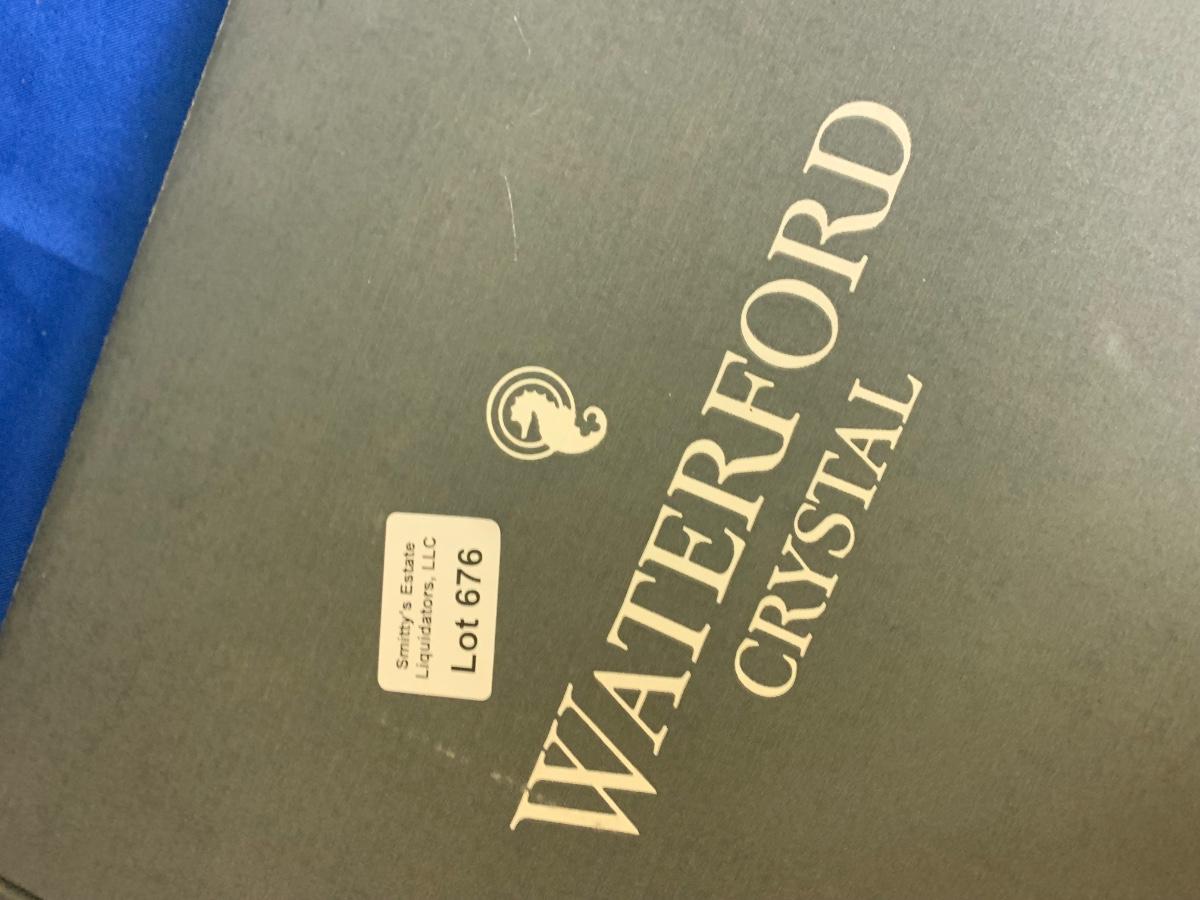 Smitty's Estate
Liquidators, LLC
Lot 676
WATERFORD
CRYSTAL